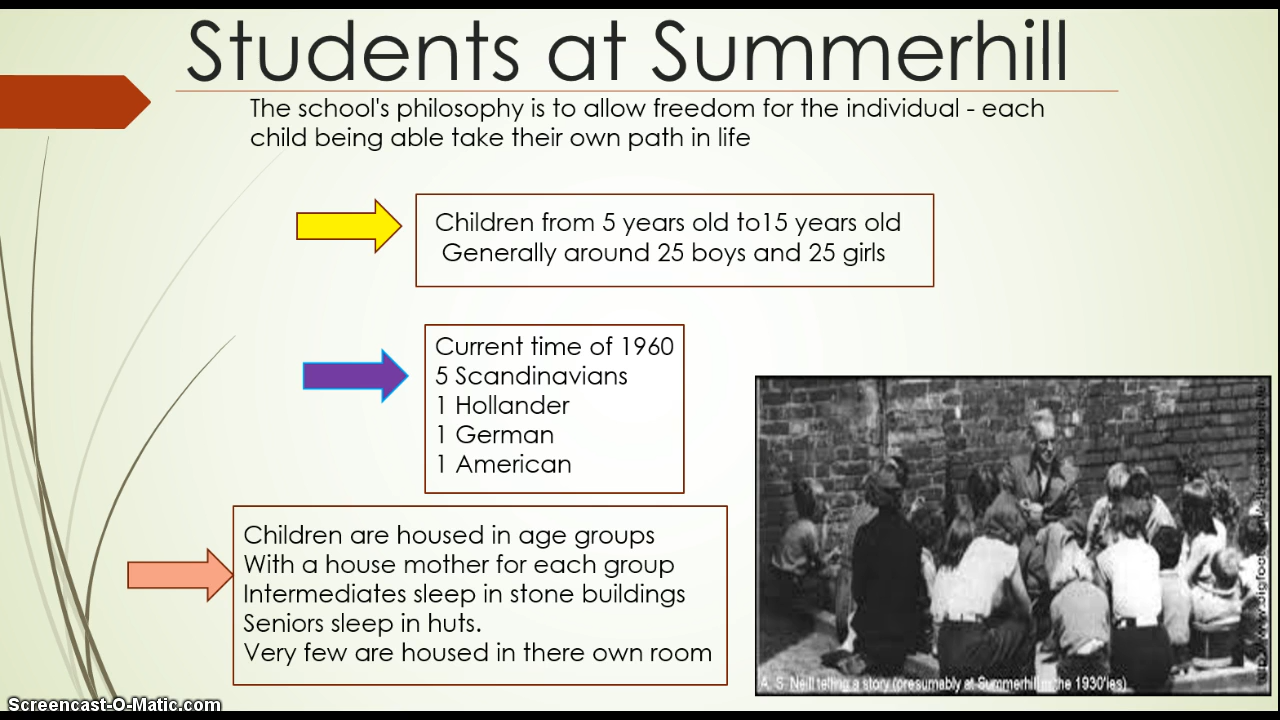 Students at Summerhill
The school's philosophy is to allow freedom for the individual - each
child being able take their own path in life
Children from 5 years old to15 years old
Generally around 25 boys and 25 girls
Current time of 1960
5 Scandinavians
1 Hollander
1 German
1 American
Children are housed in age groups
With a house mother for each group
Intermediates sleep in stone buildings
Seniors sleep in huts.
Very few are housed in there own room
A. S. Neill telling a story (presumably at Summerhill in the 1930'ies)
Screencast-O-Matic.com